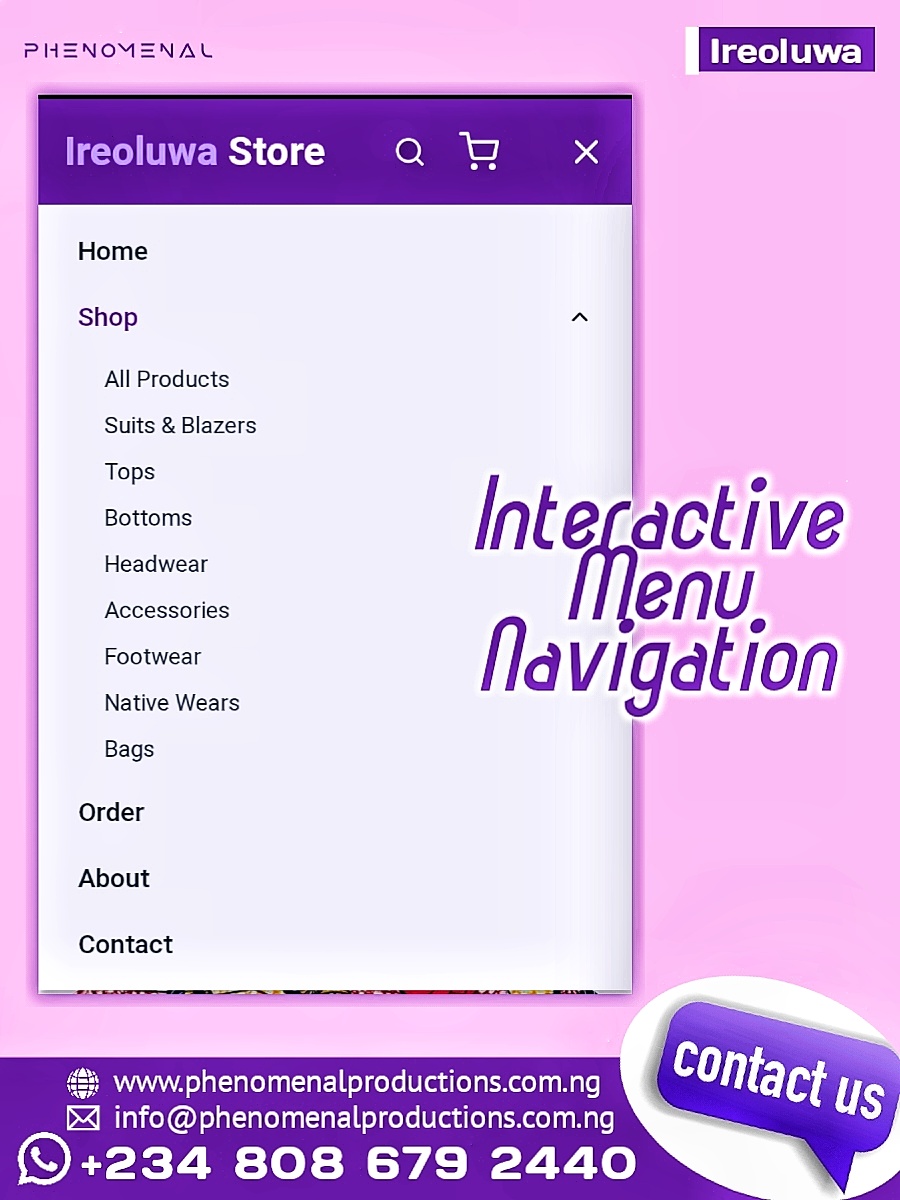 PHENOMENAL
Ireoluwa
Ireoluwa Store
Home
Shop
All Products
Suits & Blazers
Tops
Bottoms
Headwear
Accessories
Footwear
Native Wears
Bags
Order
About
Contact
Interactive
Menu
Navigation
contact us
www.phenomenalproductions.com.ng
info@phenomenalproductions.com.ng
+234 808 679 2440